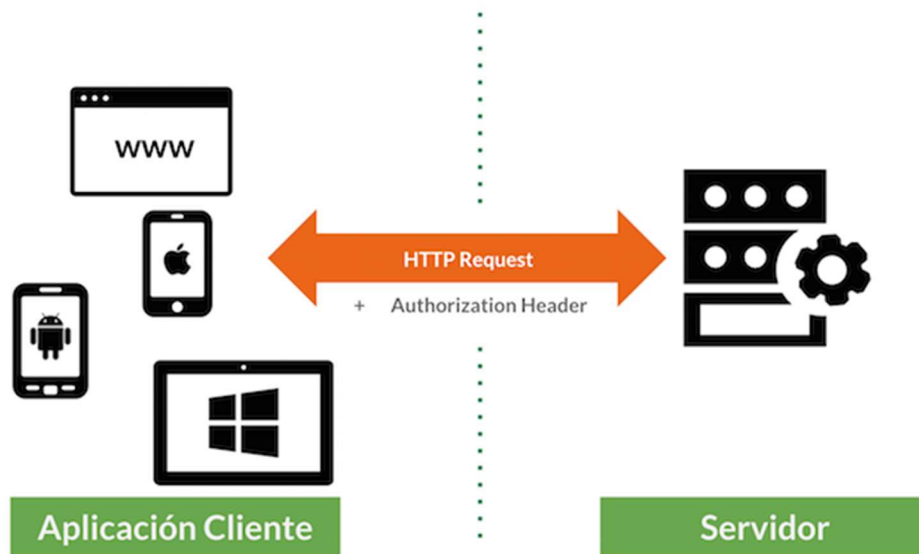 www
HTTP Request
+ Authorization Header
Aplicación Cliente
Servidor